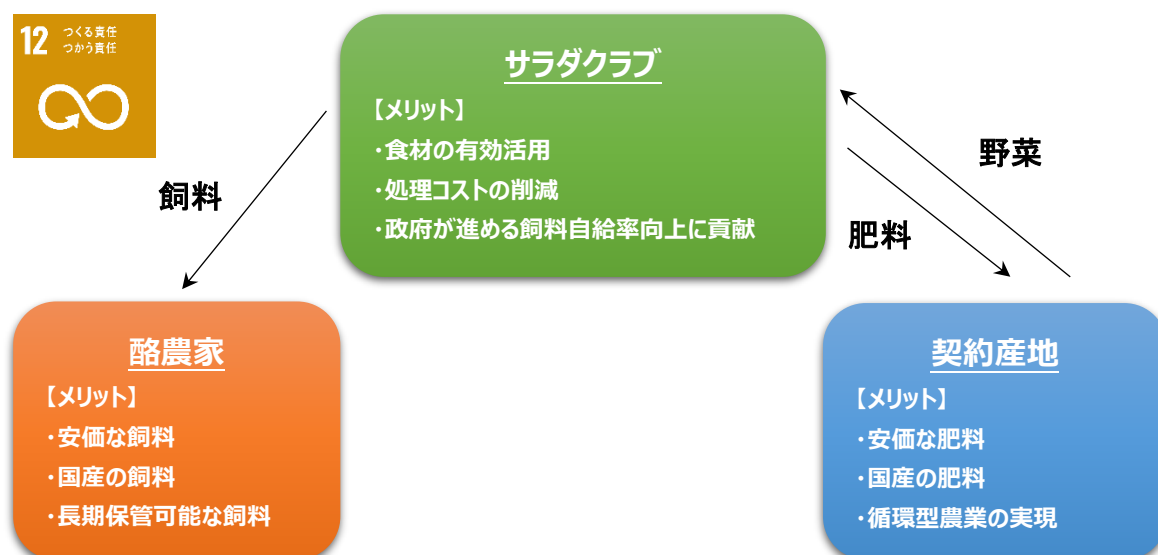 12 つくる責任
つかう責任
サラダクラブ
【メリット】
・食材の有効活用
・処理コストの削減
・政府が進める飼料自給率向上に貢献
飼料
野菜
肥料
酪農家
【メリット】
・安価な飼料
・国産の飼料
・長期保管可能な飼料
契約産地
【メリット】
・安価な肥料
・国産の肥料
・循環型農業の実現